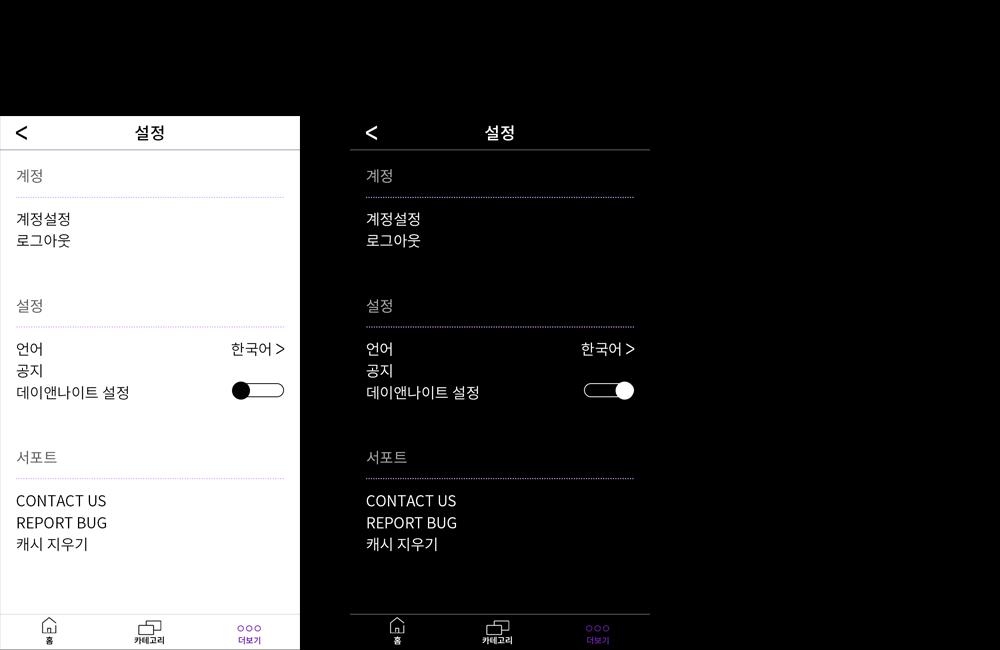 < 설정
계정
계정설정
로그아웃
설정
언어 한국어 >
공지
데이앤나이트 설정
서포트
CONTACT US
REPORT BUG
캐시 지우기
홈 카테고리 더보기
< 설정
계정
계정설정
로그아웃
설정
언어 한국어 >
공지
데이앤나이트 설정
서포트
CONTACT US
REPORT BUG
캐시 지우기
홈 카테고리 더보기